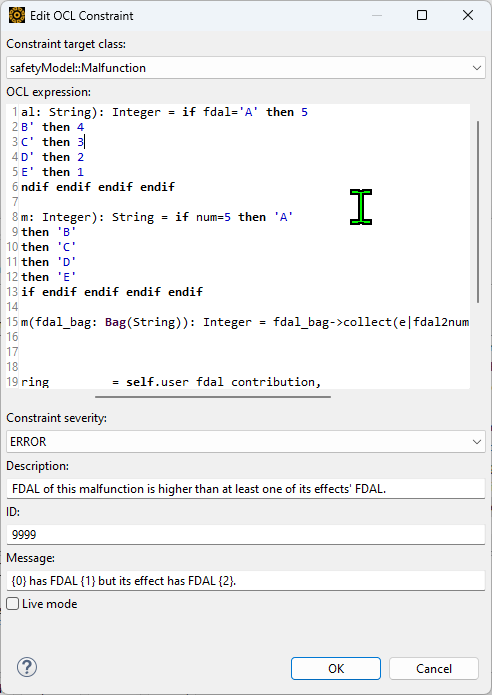 Edit OCL Constraint
Constraint target class:
safetyModel::Malfunction
OCL expression:
1 al: String): Integer = if fdal='A' then 5
2 B' then 4
3 C' then 3
4 D' then 2
5 E' then 1
6 ndif endif endif endif
7
8 m: Integer): String = if num=5 then 'A'
9 then 'B'
10 then 'C'
11 then 'D'
12 then 'E'
13 if endif endif endif endif
14
15 m(fdal_bag: Bag(String)): Integer = fdal_bag->collect(e|fdal2num
16
17
18
19 ring = self.user_fdal_contribution,
Constraint severity:
ERROR
Description:
FDAL of this malfunction is higher than at least one of its effects' FDAL.
ID:
9999
Message:
{0} has FDAL {1} but its effect has FDAL {2}.
Live mode
?
OK
Cancel